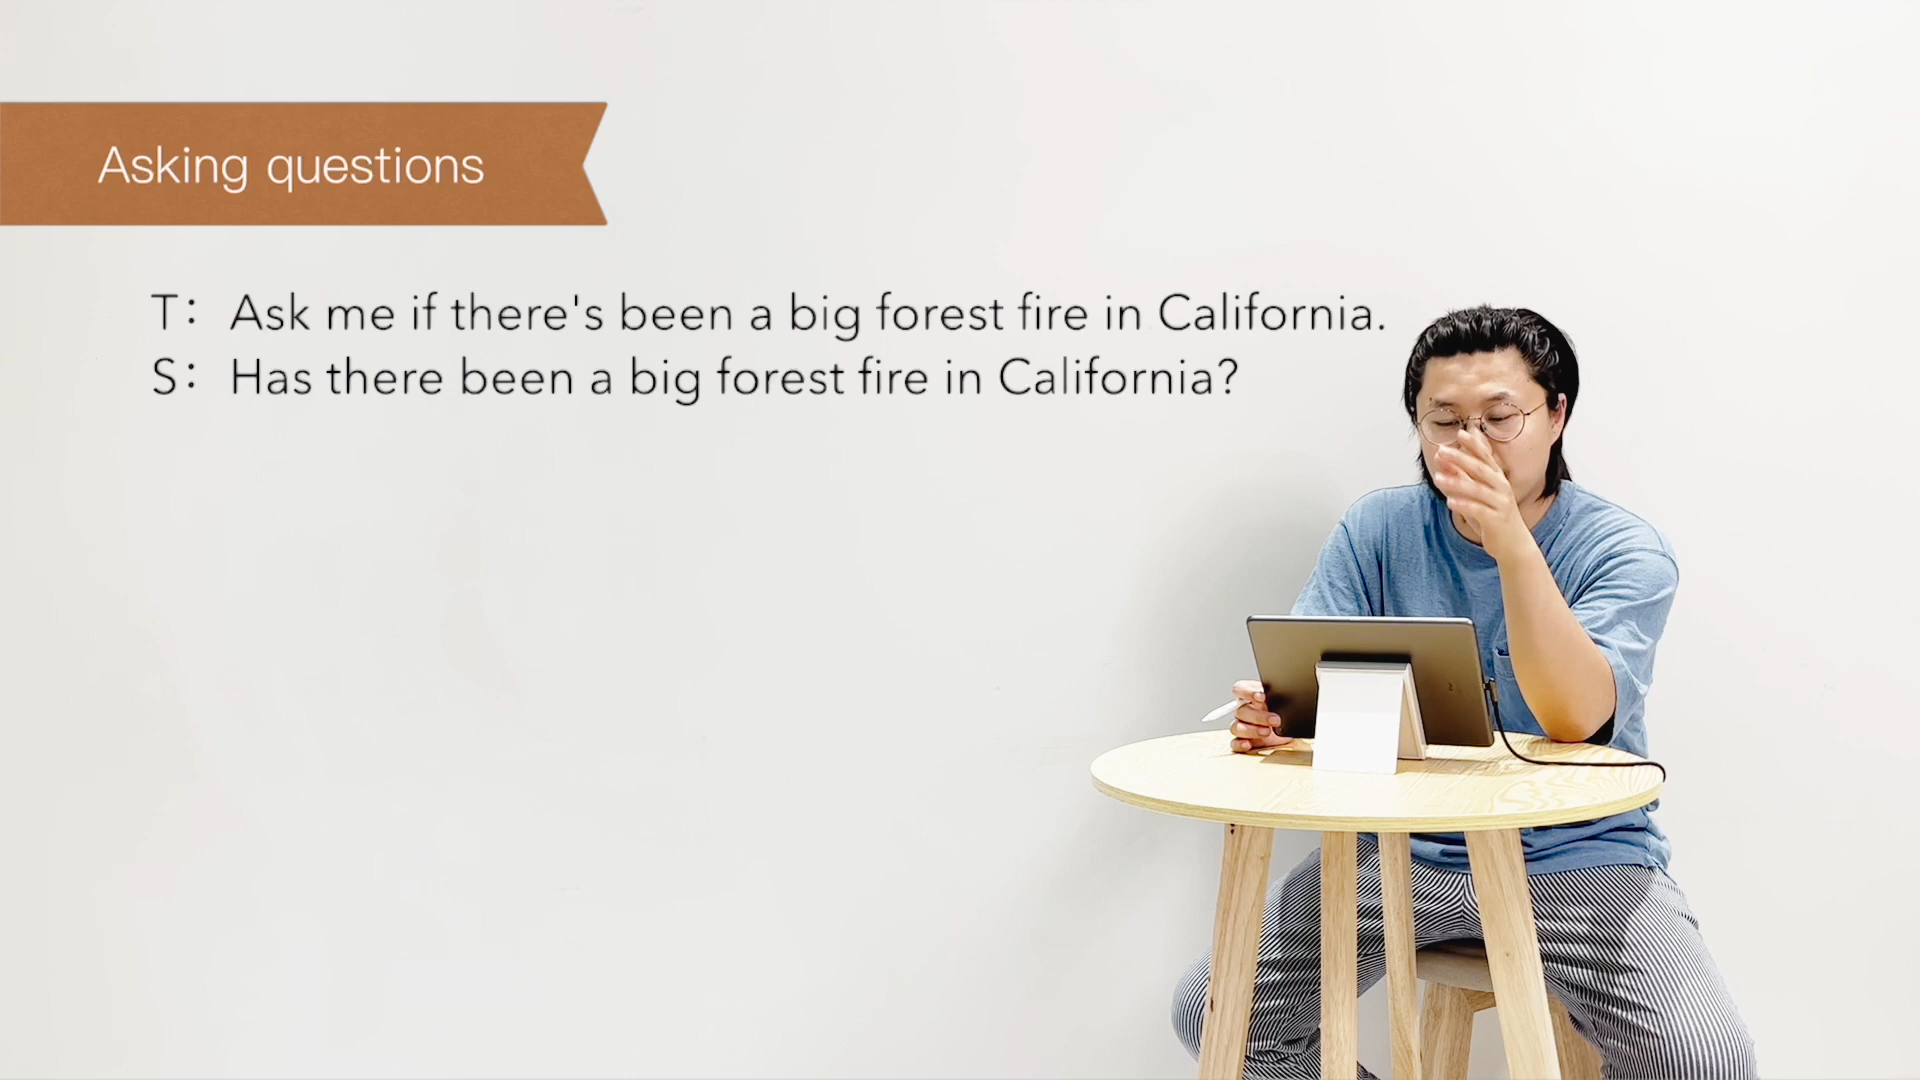 Asking questions
T: Ask me if there's been a big forest fire in California.
S: Has there been a big forest fire in California?